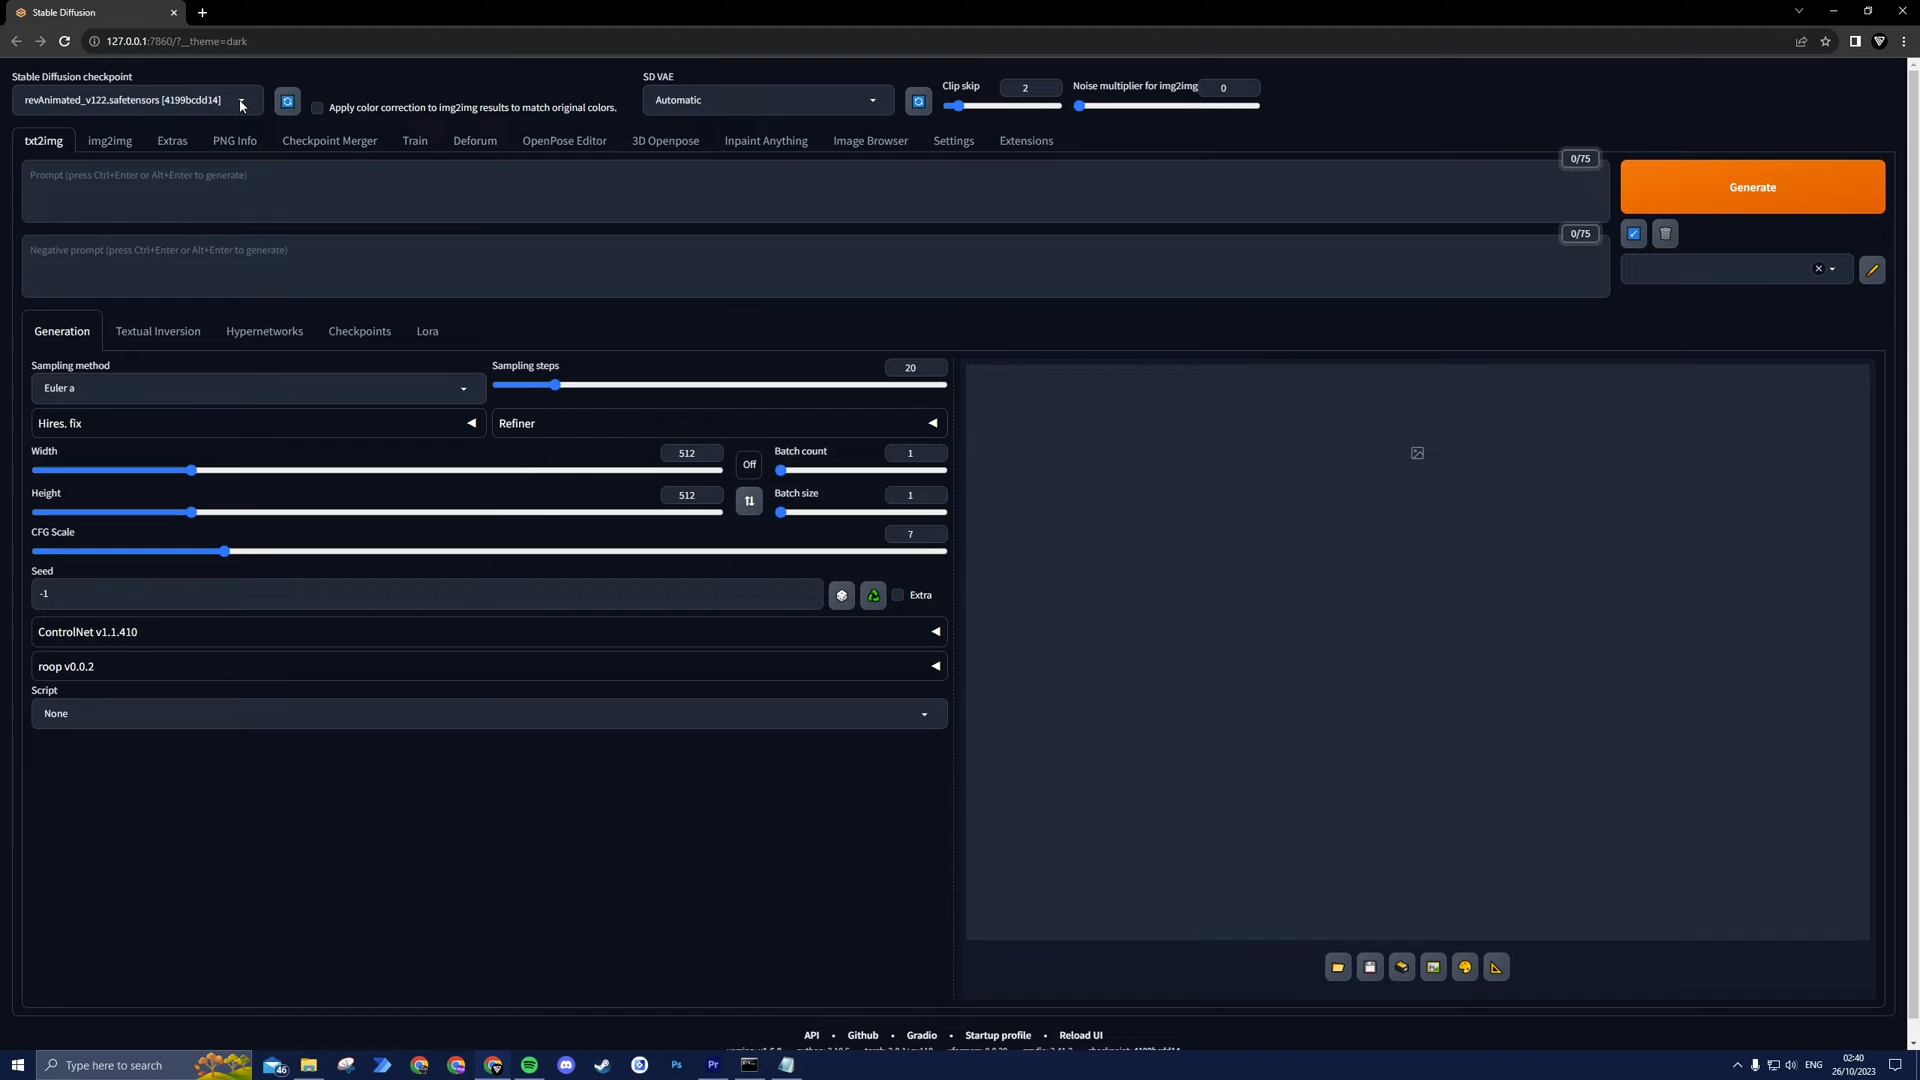 Stable Diffusion
127.0.0.1:7860/?__theme=dark
Stable Diffusion checkpoint
revAnimated_v122.safetensors [4199bcdd14]
Apply color correction to img2img results to match original colors.
SD VAE
Automatic
Clip skip
2
Noise multiplier for img2img
0
txt2img
img2img
Extras
PNG Info
Checkpoint Merger
Train
Deforum
OpenPose Editor
3D Openpose
Inpaint Anything
Image Browser
Settings
Extensions
Prompt (press Ctrl+Enter or Alt+Enter to generate)
0/75
Generate
Negative prompt (press Ctrl+Enter or Alt+Enter to generate)
0/75
Generation
Textual Inversion
Hypernetworks
Checkpoints
Lora
Sampling method
Euler a
Sampling steps
20
Hires. fix
Refiner
Width
512
Off
Batch count
1
Height
512
Batch size
1
CFG Scale
7
Seed
-1
Extra
ControlNet v1.1.410
roop v0.0.2
Script
None
API • Github • Gradio • Startup profile • Reload UI
Type here to search
46
Ps
Pr
ENG
02:40
26/10/2023